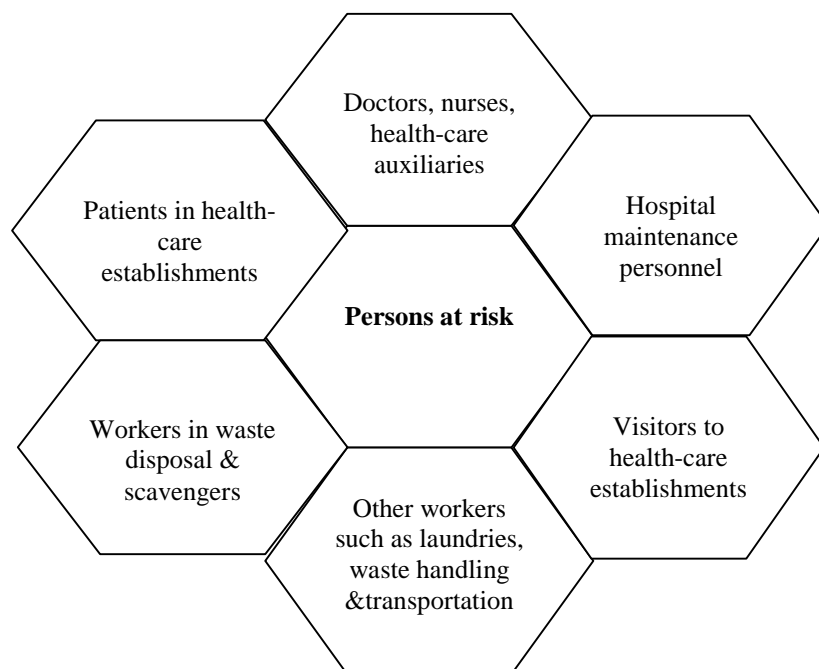 Doctors, nurses,
health-care
auxiliaries
Patients in health-
care
establishments
Hospital
maintenance
personnel
Persons at risk
Workers in waste
disposal &
scavengers
Visitors to
health-care
establishments
Other workers
such as laundries,
waste handling
&transportation